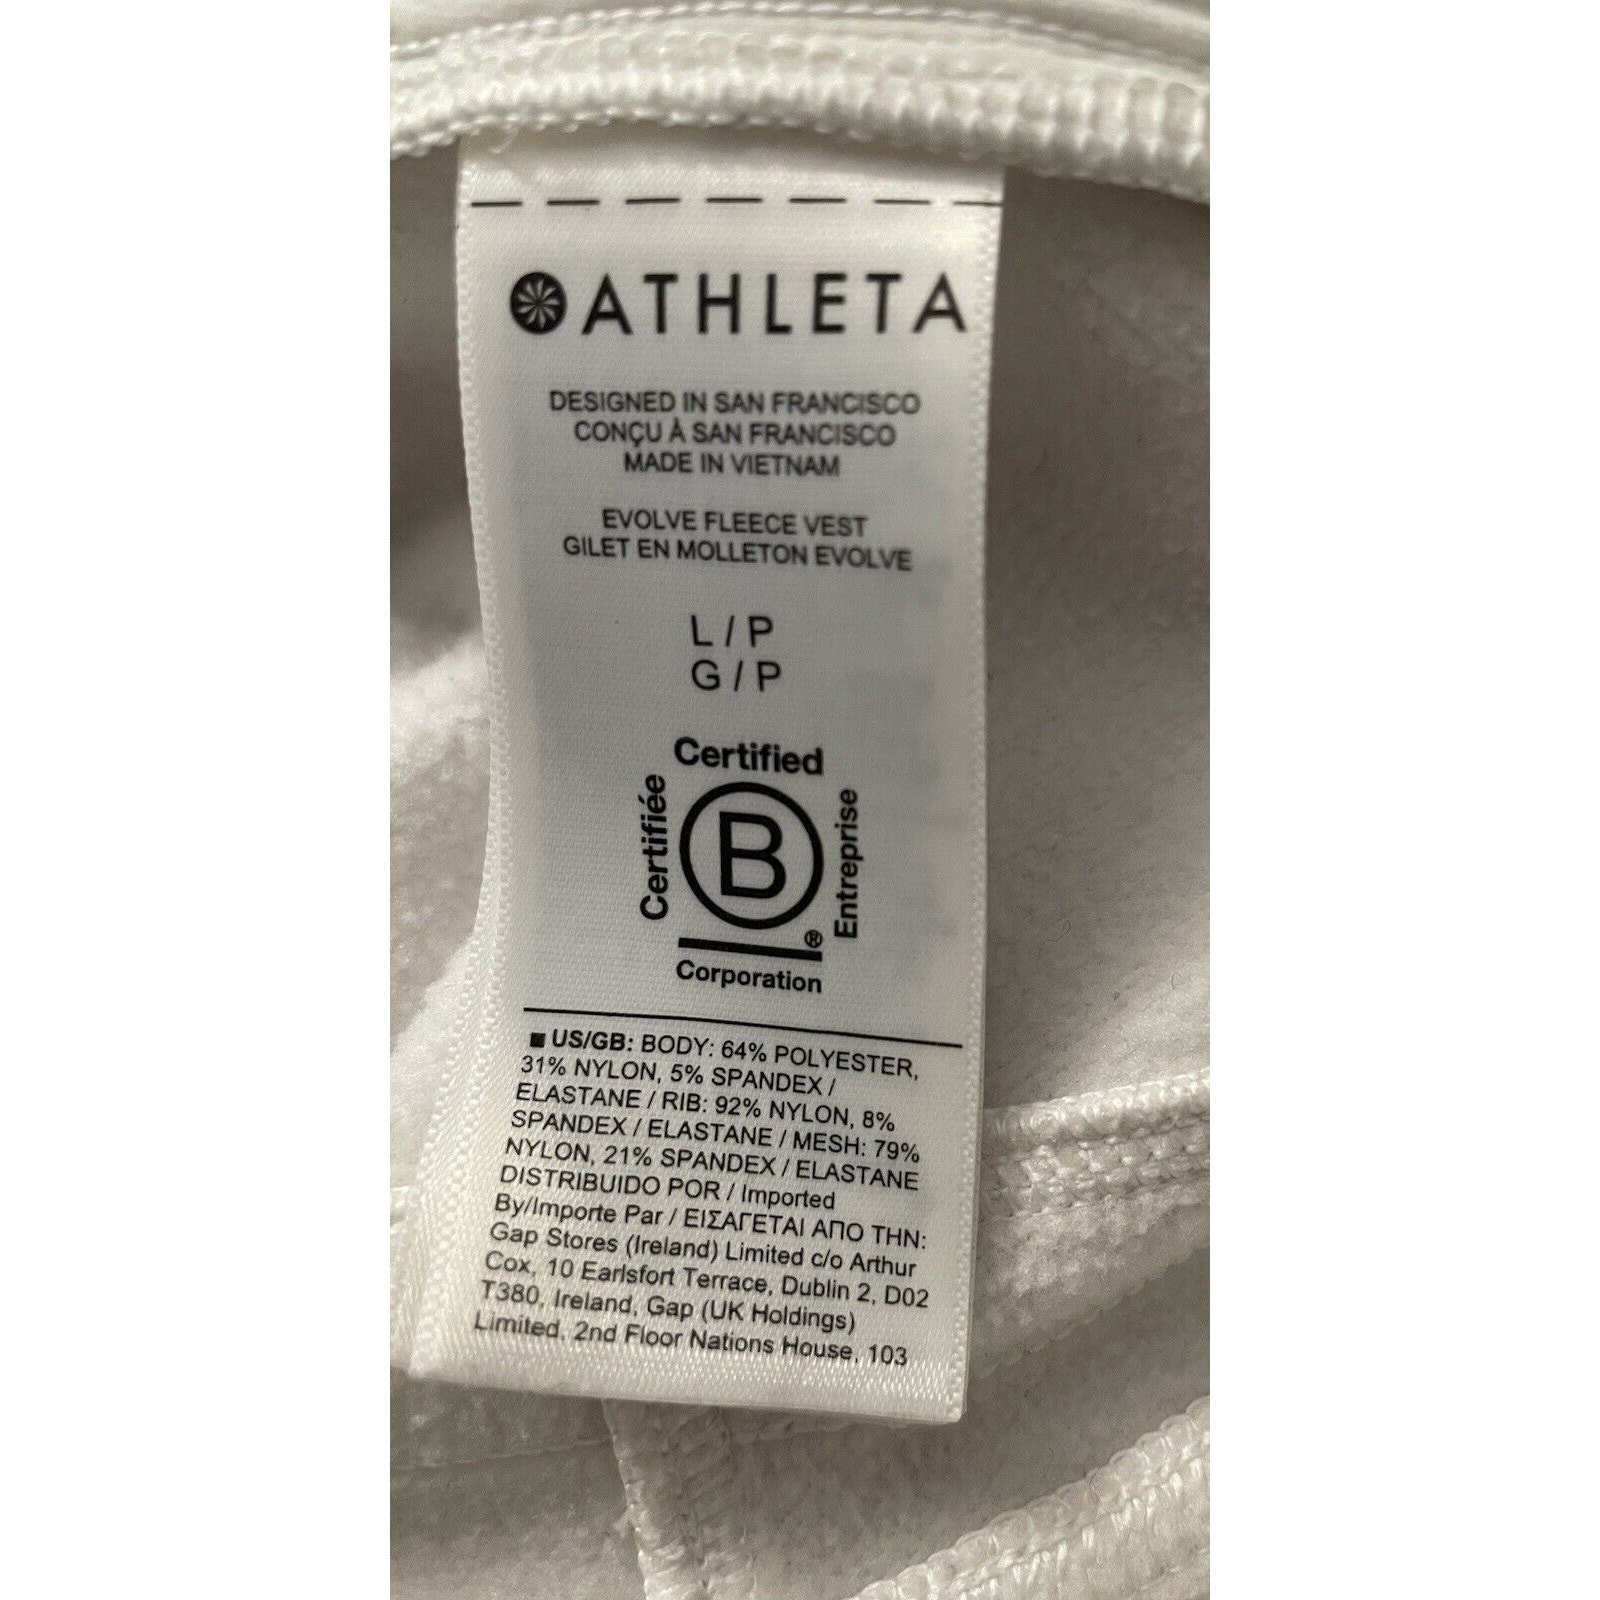 ATHLETA
DESIGNED IN SAN FRANCISCO
CONÇU À SAN FRANCISCO
MADE IN VIETNAM
EVOLVE FLEECE VEST
GILET EN MOLLETON EVOLVE
L / P
G / P
Certified
Certifiée
B
Entreprise
®
Corporation
■ US/GB: BODY: 64% POLYESTER,
31% NYLON, 5% SPANDEX /
ELASTANE / RIB: 92% NYLON, 8%
SPANDEX / ELASTANE / MESH: 79%
NYLON, 21% SPANDEX / ELASTANE
DISTRIBUIDO POR / Imported
By/Importe Par / ΕΙΣΑΓΕΤΑΙ ΑΠΟ ΤΗΝ:
Gap Stores (Ireland) Limited c/o Arthur
Cox, 10 Earlsfort Terrace, Dublin 2, D02
T380, Ireland, Gap (UK Holdings)
Limited, 2nd Floor Nations House, 103